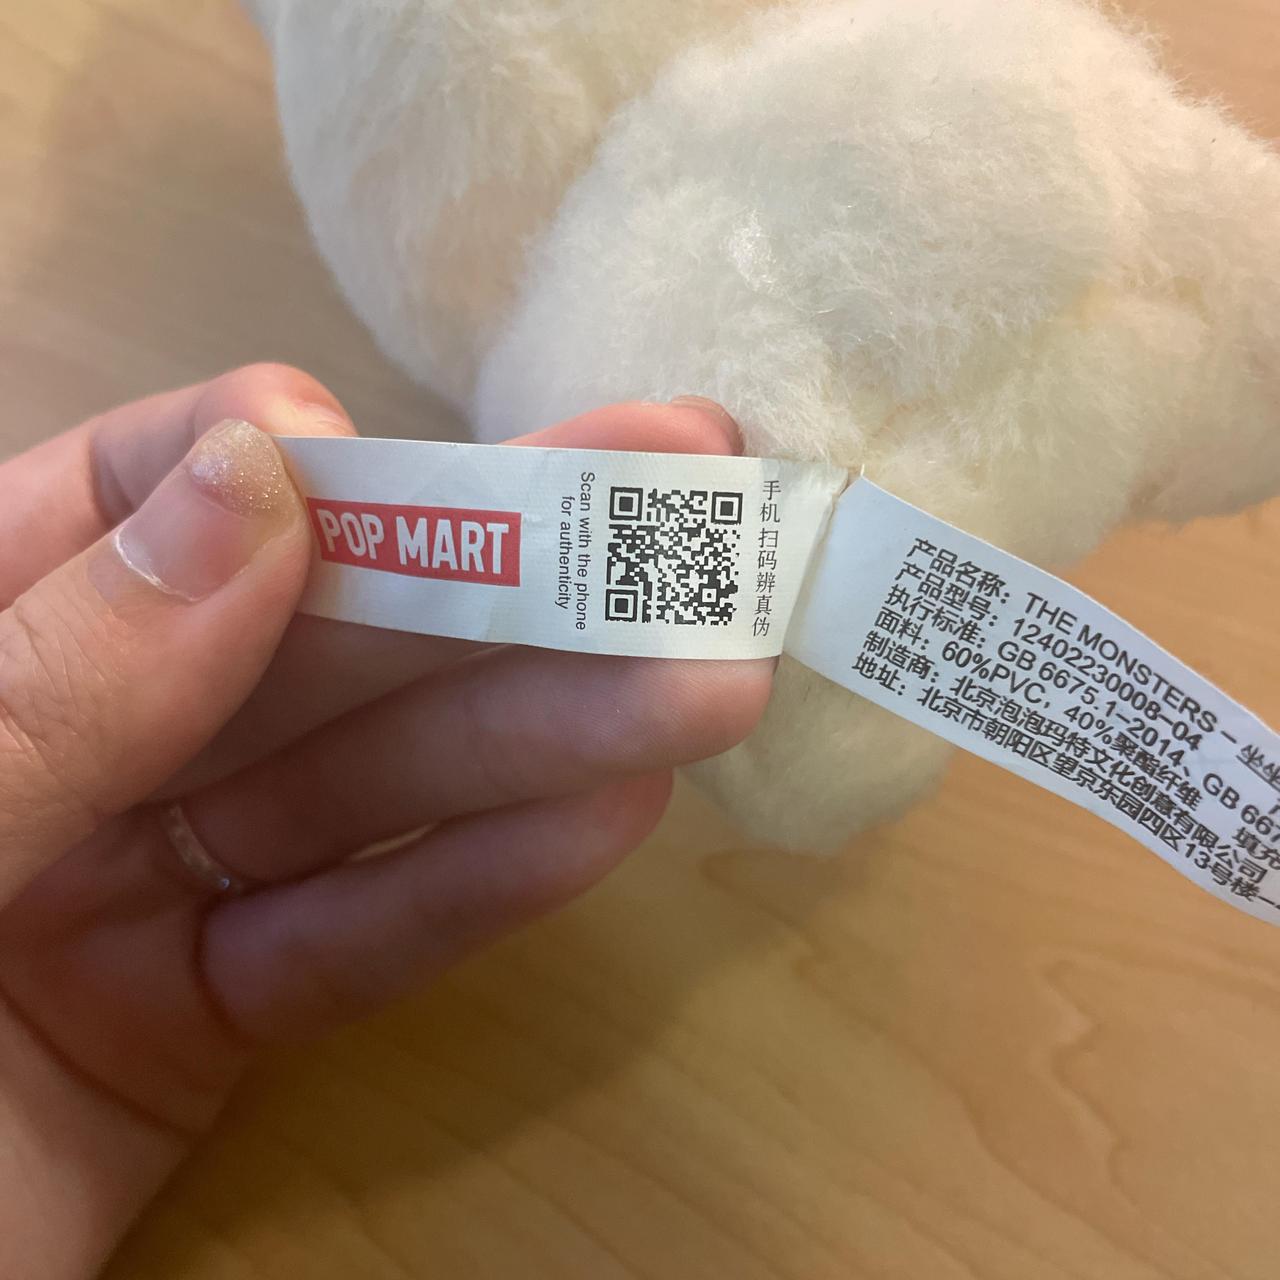 POP MART
Scan with the phone
for authenticity
手机扫码辨真伪
产品名称：THE MONSTERS - 坐坐
产品型号：12402230008-04
执行标准：GB 6675.1-2014、GB 667
面料：60%PVC，40%聚酯纤维 填充
制造商：北京泡泡玛特文化创意有限公司
地址：北京市朝阳区望京东园四区13号楼